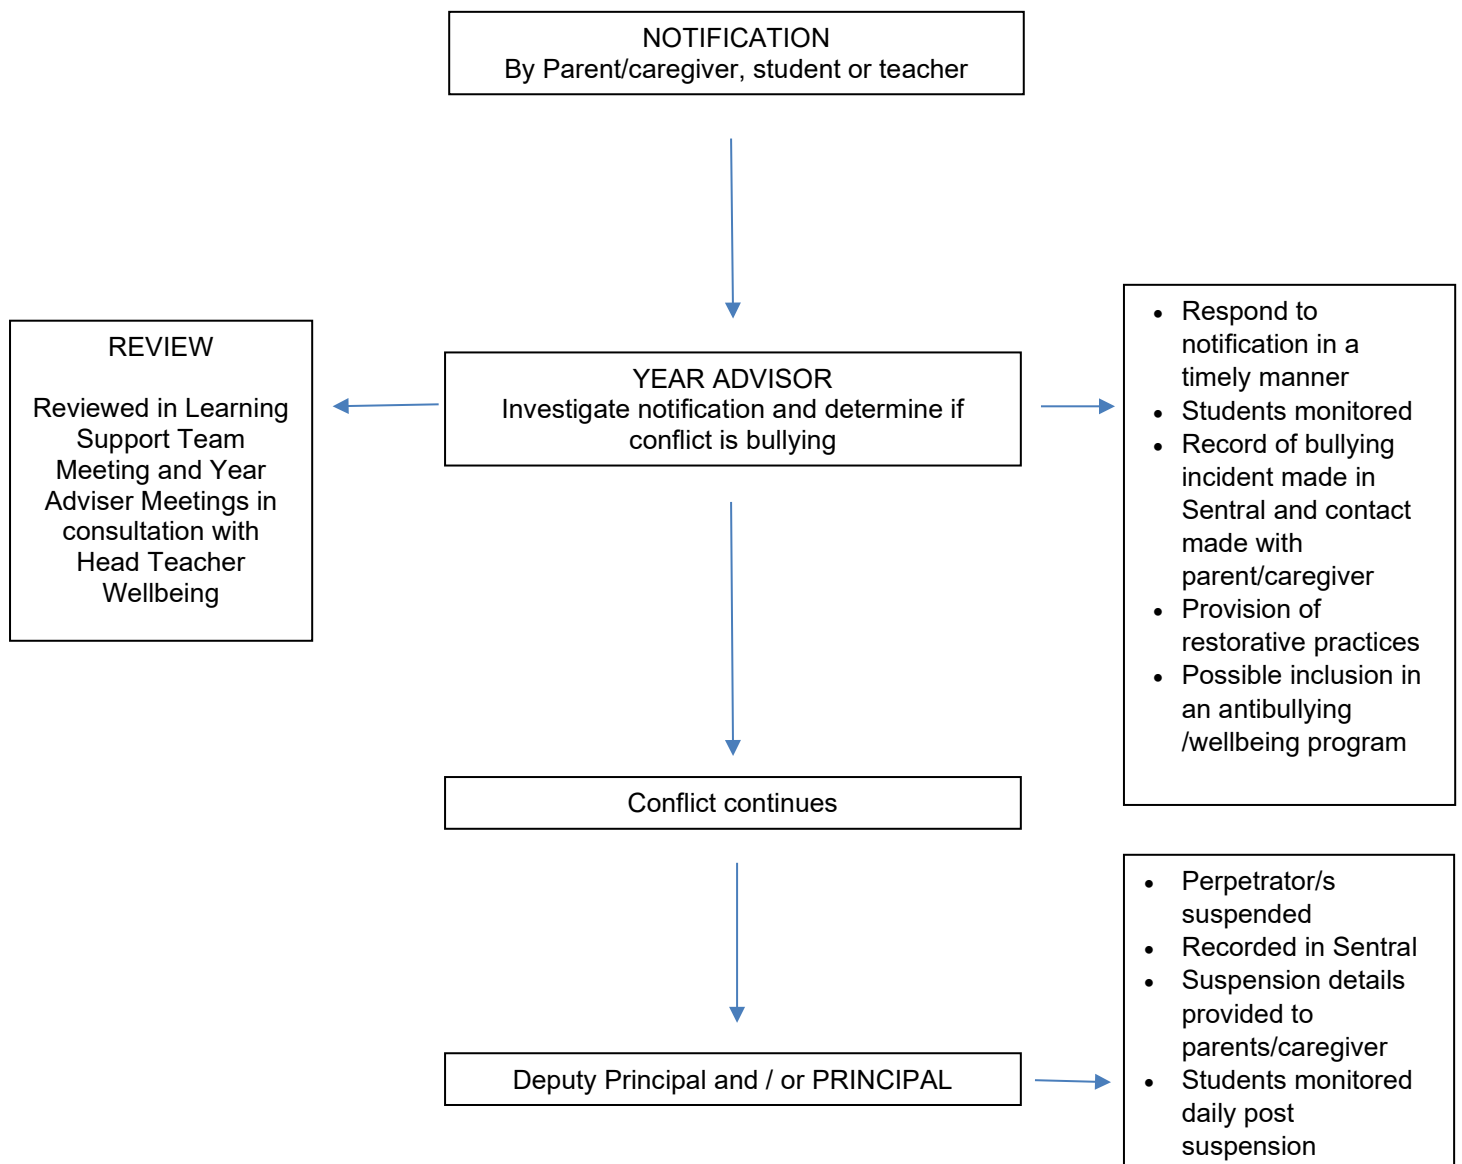 NOTIFICATION
By Parent/caregiver, student or teacher
REVIEW
Reviewed in Learning
Support Team
Meeting and Year
Adviser Meetings in
consultation with
Head Teacher
Wellbeing
YEAR ADVISOR
Investigate notification and determine if
conflict is bullying
• Respond to
notification in a
timely manner
• Students monitored
• Record of bullying
incident made in
Sentral and contact
made with
parent/caregiver
• Provision of
restorative practices
• Possible inclusion in
an antibullying
/wellbeing program
Conflict continues
Deputy Principal and / or PRINCIPAL
• Perpetrator/s
suspended
• Recorded in Sentral
• Suspension details
provided to
parents/caregiver
• Students monitored
daily post
suspension